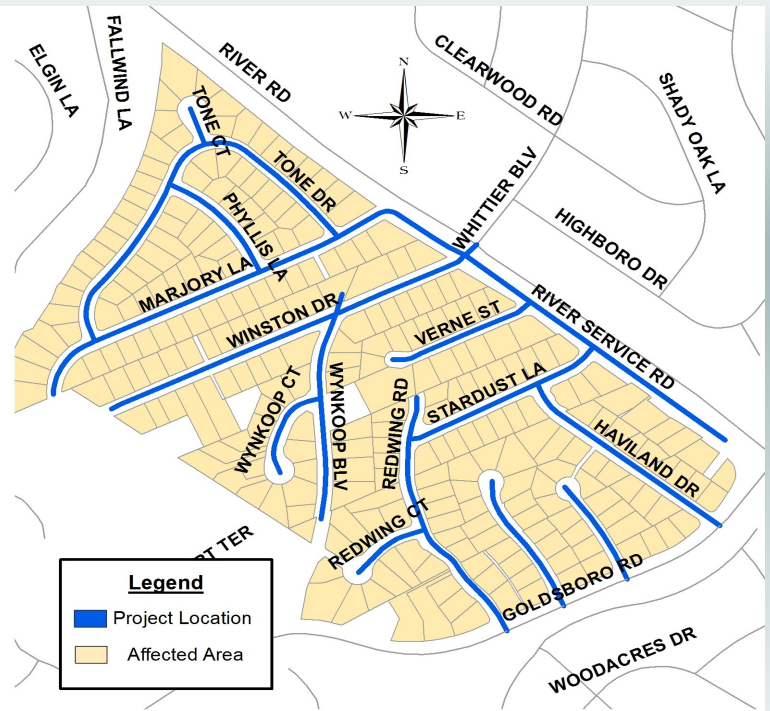 ELGIN LA
FALLWIND LA
RIVER RD
CLEARWOOD RD
SHADY OAK LA
N
W
E
S
TONE CT
TONE DR
WHITTIER BLV
PHYLLIS LA
HIGHBORO DR
MARJORY LA
WINSTON DR
VERNE ST
RIVER SERVICE RD
WYNKOOP CT
WYNKOOP BLV
REDWING RD
STARDUST LA
HAVILAND DR
REDWING CT
RT TER
GOLDSBORO RD
WOODACRES DR
Legend
Project Location
Affected Area